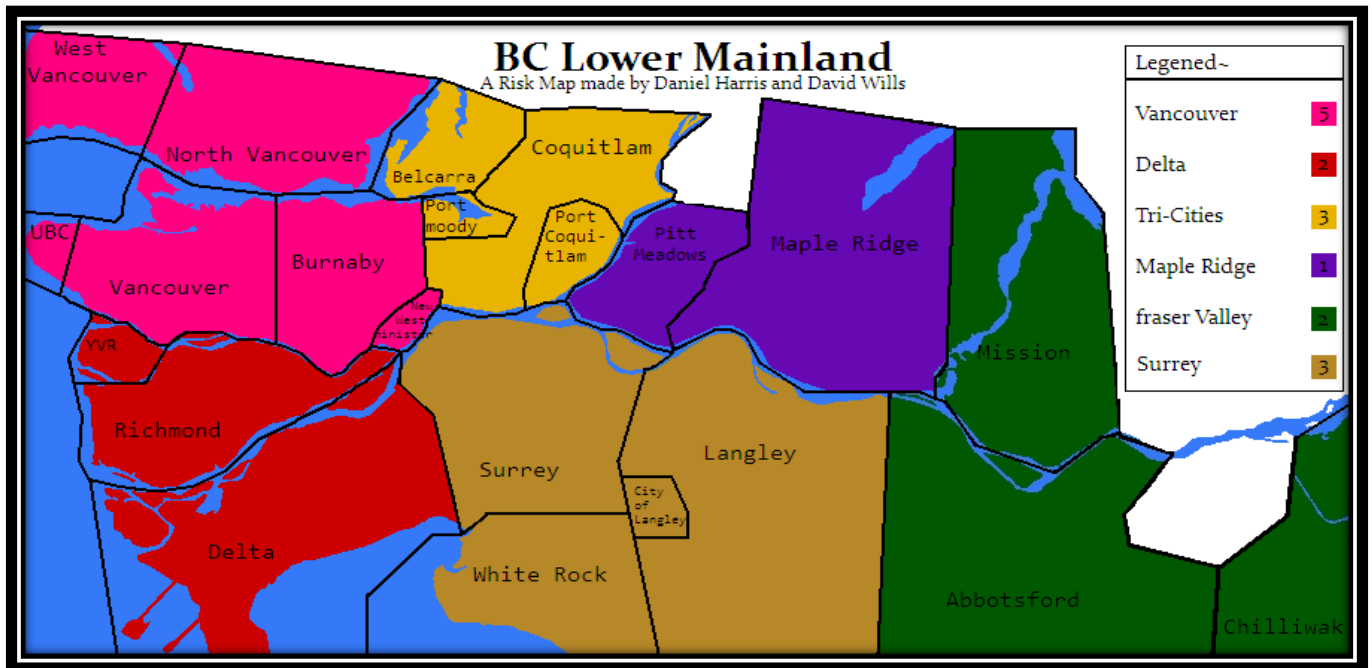 BC Lower Mainland
A Risk Map made by Daniel Harris and David Wills
Legened~
Vancouver 5
Delta 2
Tri-Cities 3
Maple Ridge 1
fraser Valley 2
Surrey 3
West
Vancouver
North Vancouver
Belcarra
Coquitlam
Port
moody
Port
Coqui-
tlam
UBC
Vancouver
Burnaby
New
West
minister
Pitt
Meadows
Maple Ridge
Mission
YVR
Richmond
Delta
Surrey
Langley
City
of
Langley
White Rock
Abbotsford
Chilliwak